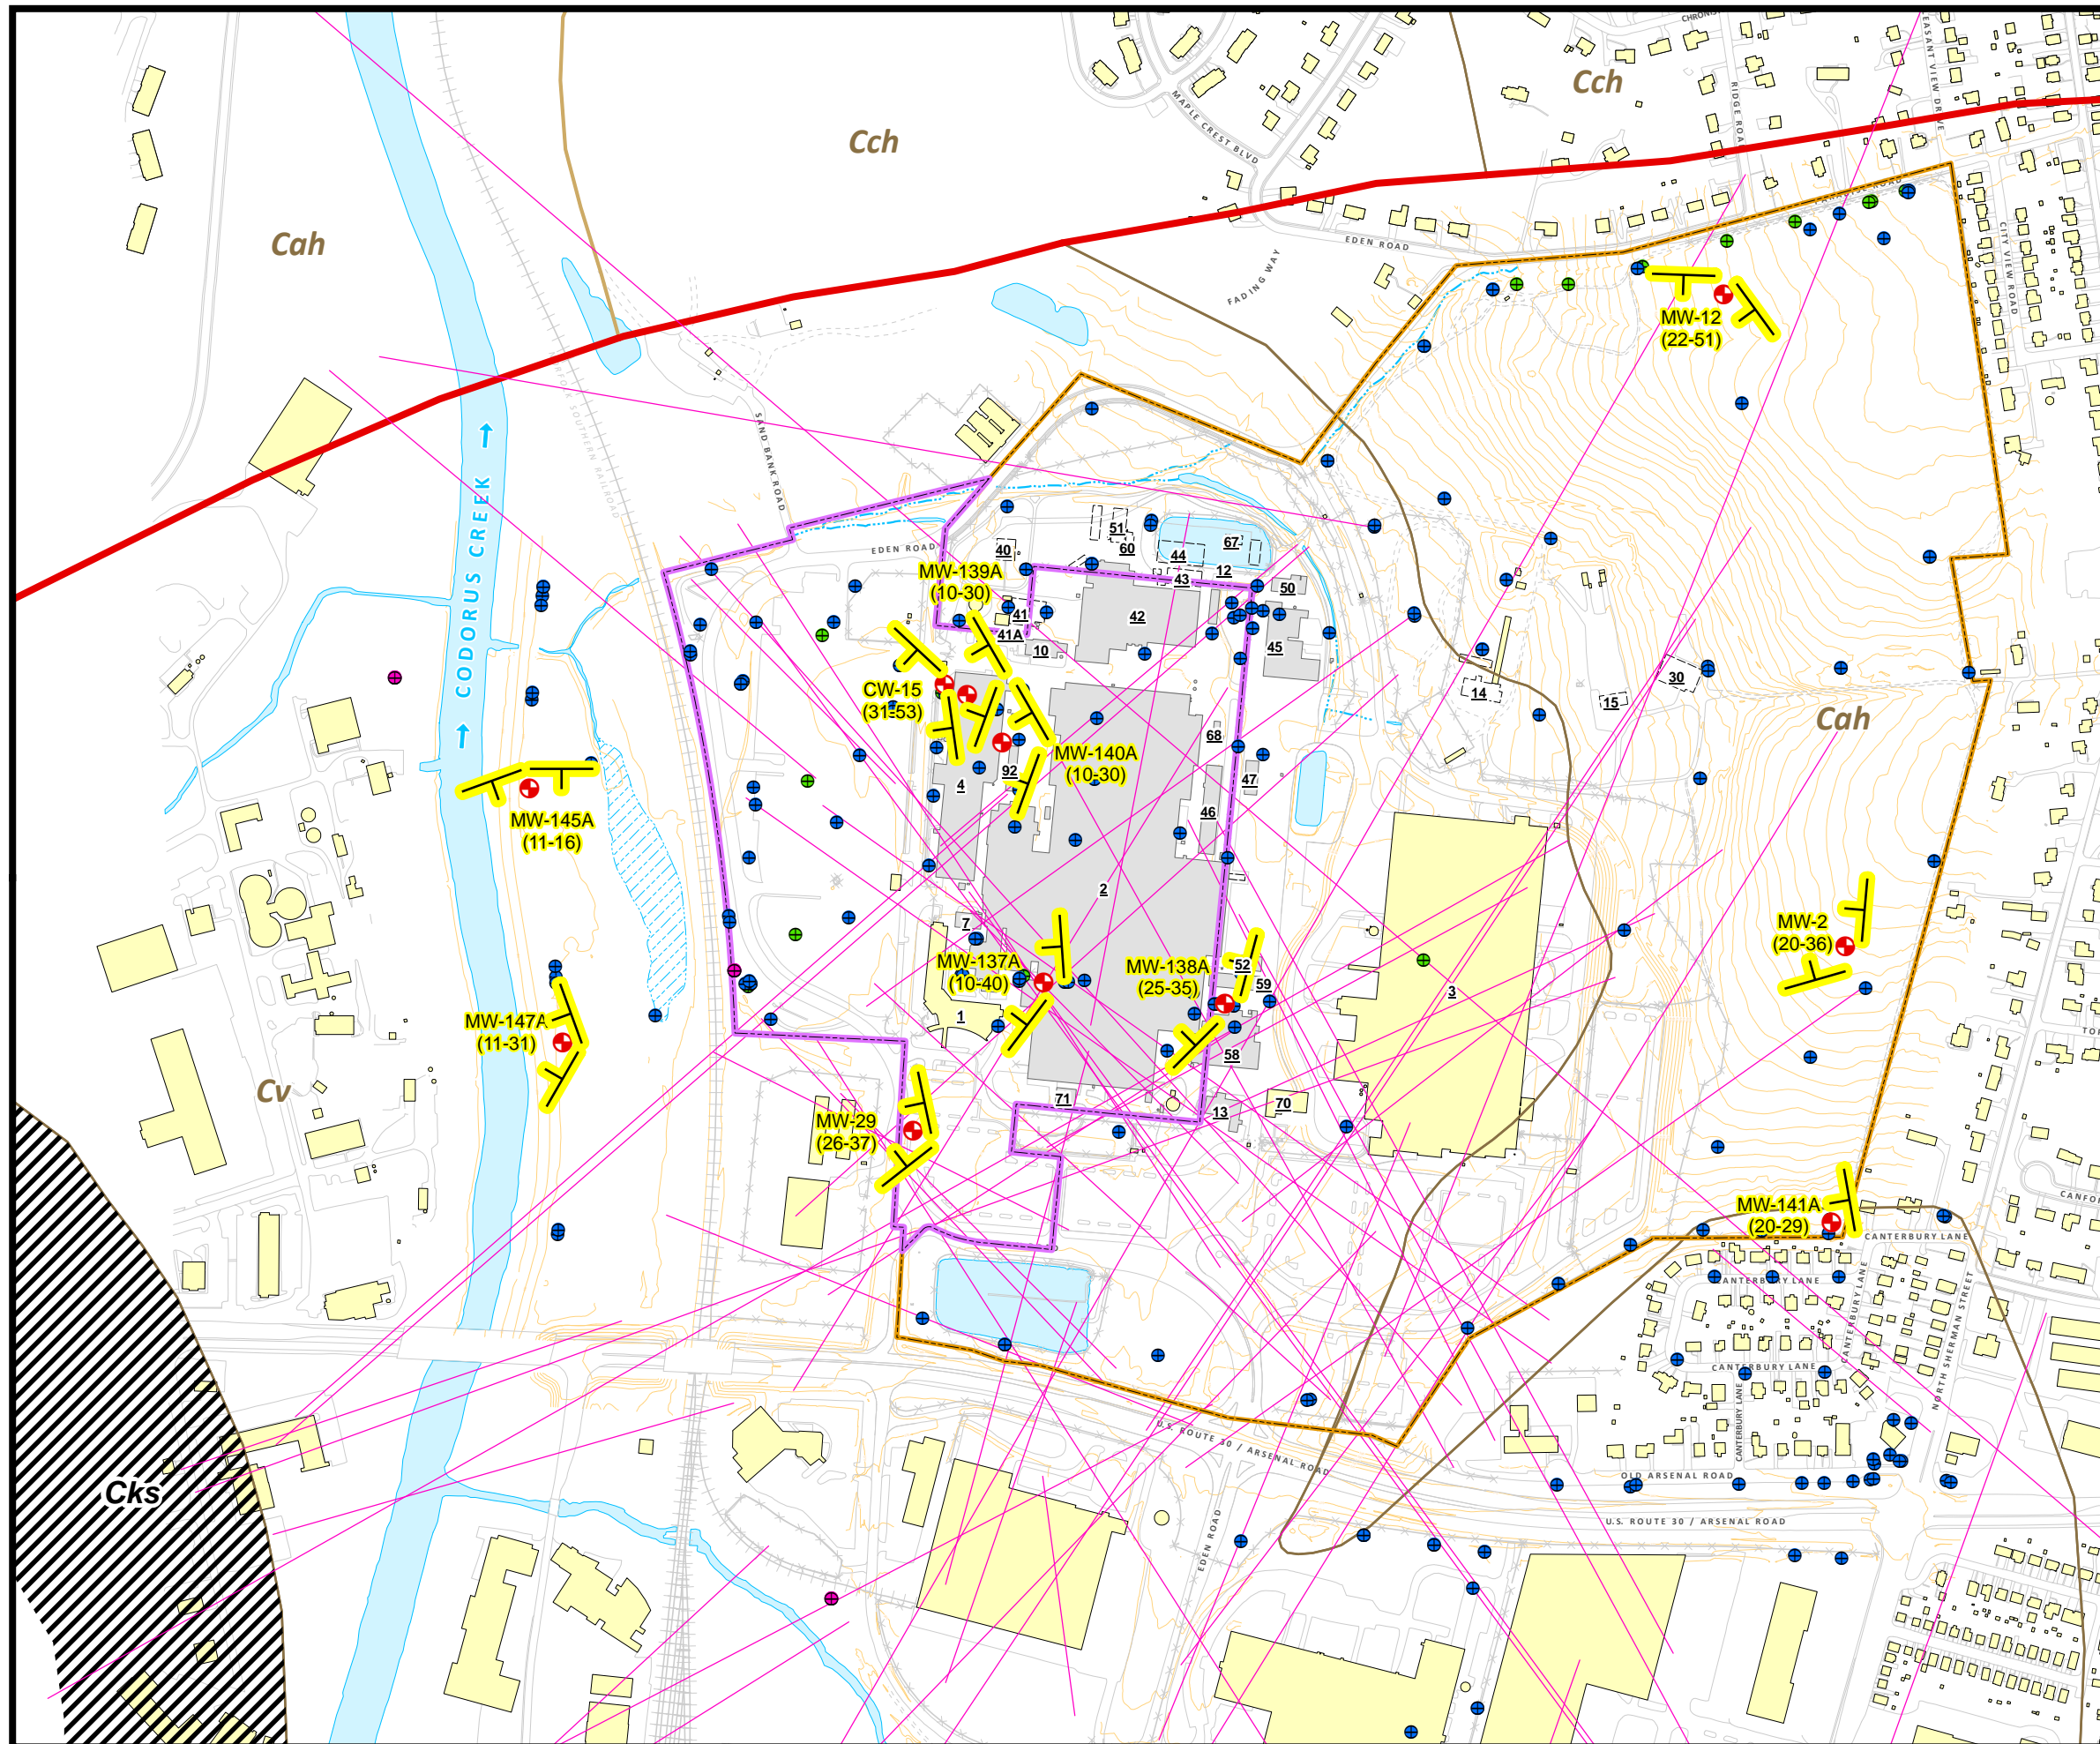 Cch
Cch
MAPLE CREST BLVD
RIDGE ROAD
Cah
EDEN ROAD
FADING WAY
CITY VIEW ROAD
MW-12
(22-51)
SAND BANK ROAD
CODORUS CREEK
EDEN ROAD
40
51
60
44
67
43
12
50
MW-139A
(10-30)
41
41A
42
10
45
CW-15
(31-53)
14
15
30
Cah
68
MW-140A
(10-30)
92
4
47
46
MW-145A
(11-16)
2
7
MW-137A
(10-40)
MW-138A
(25-35)
52
59
3
MW-2
(20-36)
1
58
MW-147A
(11-31)
Cv
71
13
70
MW-29
(26-37)
MW-141A
(20-29)
CANTERBURY LANE
CANTERBURY LANE
CANTERBURY LANE
CANTERBURY LANE
CANTERBURY LANE
NORTH SHERMAN STREET
U.S. ROUTE 30 / ARSENAL ROAD
OLD ARSENAL ROAD
Cks
EDEN ROAD
U.S. ROUTE 30 / ARSENAL ROAD